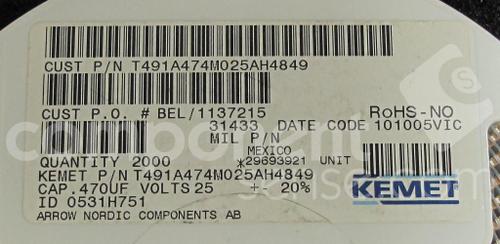 CUST P/N T491A474M025AH4849
CUST P.O. # BEL/1137215
RoHS-NO
31433 DATE CODE 101005VIC
MIL P/N
MEXICO
QUANTITY 2000 *29693921 UNIT
KEMET P/N T491A474M025AH4849
CAP.470UF VOLTS 25 +- 20%
KEMET
ID 0531H751
ARROW NORDIC COMPONENTS AB